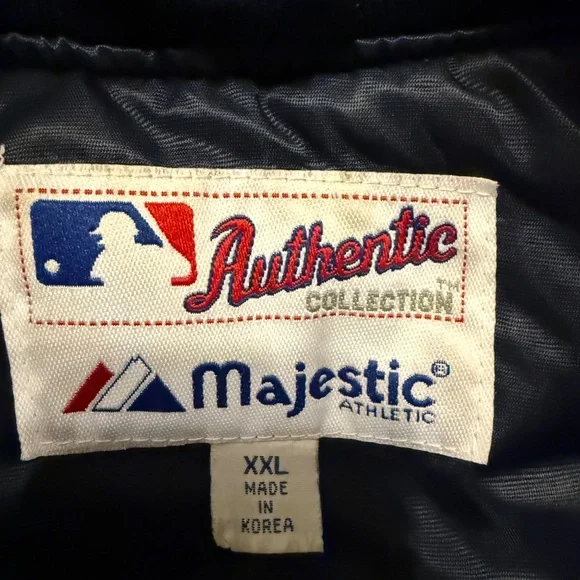 Authentic
COLLECTION™
Majestic®
ATHLETIC
XXL
MADE
IN
KOREA